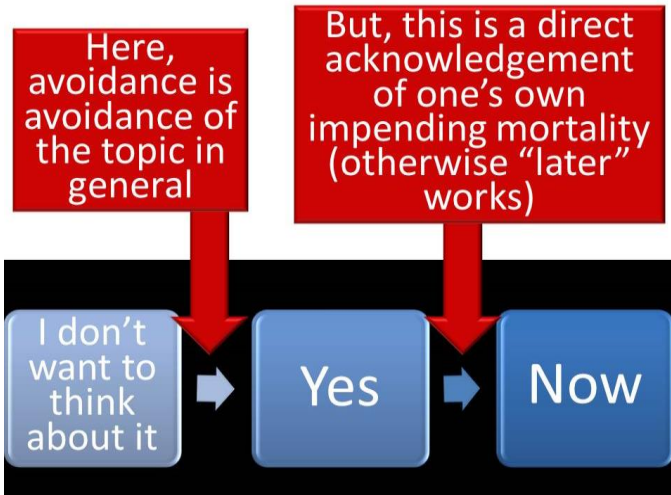 Here,
avoidance is
avoidance of
the topic in
general
But, this is a direct
acknowledgement
of one’s own
impending mortality
(otherwise “later”
works)
I don’t
want to
think
about it
Yes
Now